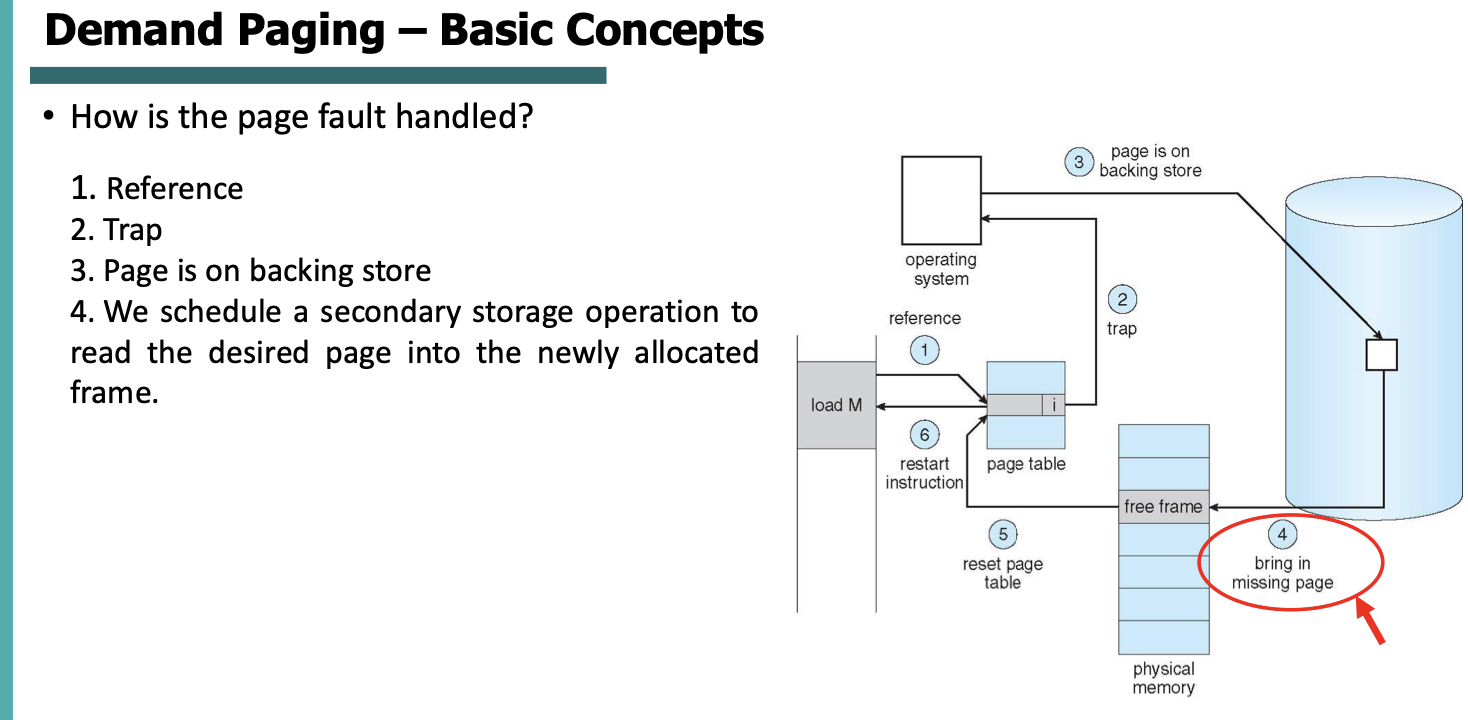 Demand Paging – Basic Concepts
• How is the page fault handled?
1. Reference
2. Trap
3. Page is on backing store
4. We schedule a secondary storage operation to
read the desired page into the newly allocated
frame.
3
page is on
backing store
operating
system
2
trap
reference
1
load M
i
6
restart
instruction
page table
free frame
5
reset page
table
4
bring in
missing page
physical
memory